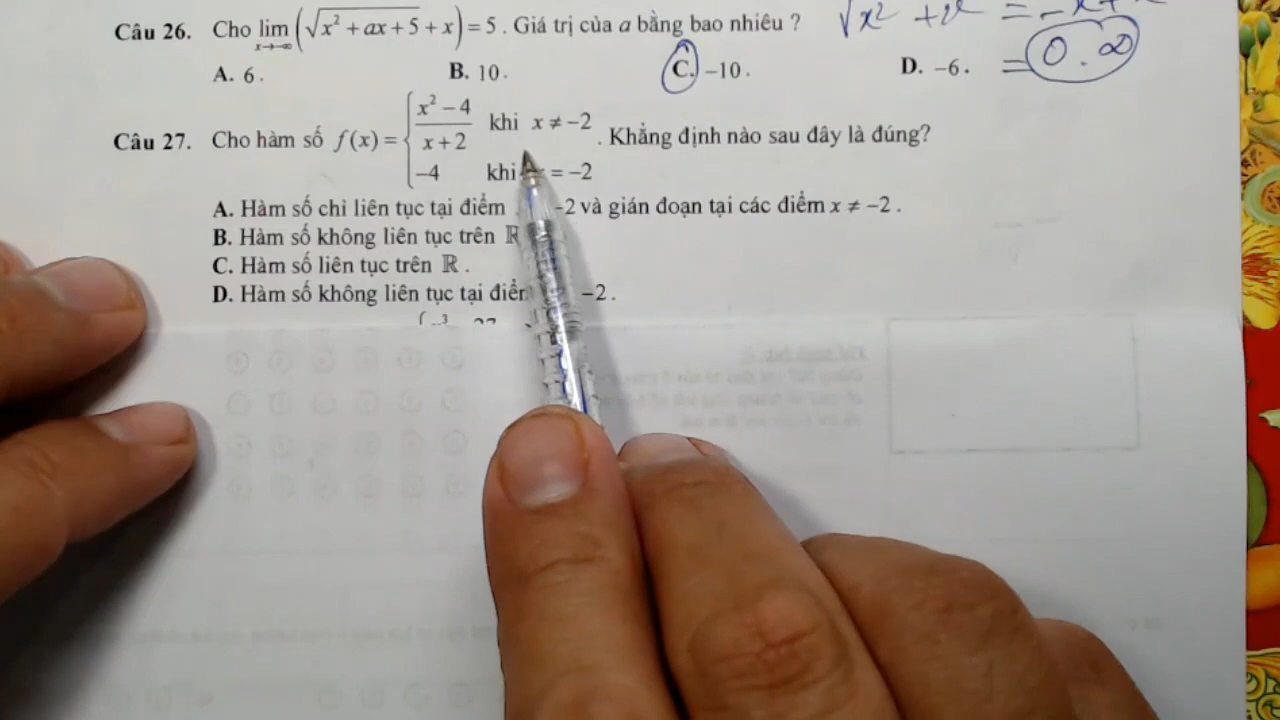 Câu 26. Cho lim x→−∞ (√(x² + ax + 5) + x) = 5. Giá trị của a bằng bao nhiêu ?
A. 6. B. 10. C. −10. D. −6.
= 0 . ∞
Câu 27. Cho hàm số f(x) = { (x² − 4)/(x + 2) khi x ≠ −2 . Khẳng định nào sau đây là đúng?
−4 khi = −2
A. Hàm số chỉ liên tục tại điểm −2 và gián đoạn tại các điểm x ≠ −2.
B. Hàm số không liên tục trên ℝ
C. Hàm số liên tục trên ℝ.
D. Hàm số không liên tục tại −2.